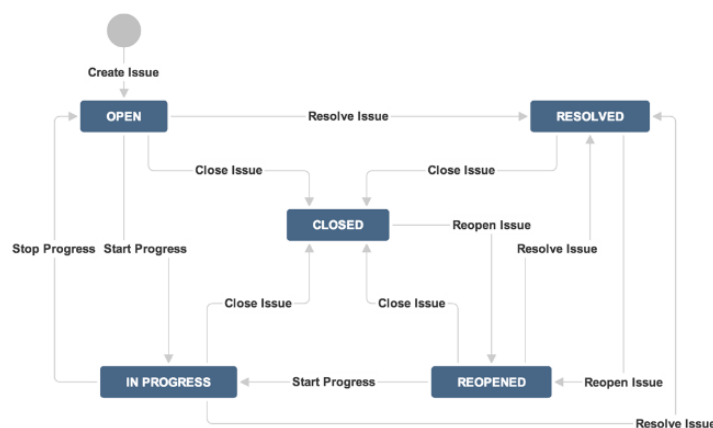 Create Issue
OPEN
Resolve Issue
RESOLVED
Close Issue
Close Issue
CLOSED
Reopen Issue
Stop Progress
Start Progress
Resolve Issue
Close Issue
Close Issue
IN PROGRESS
Start Progress
REOPENED
Reopen Issue
Resolve Issue